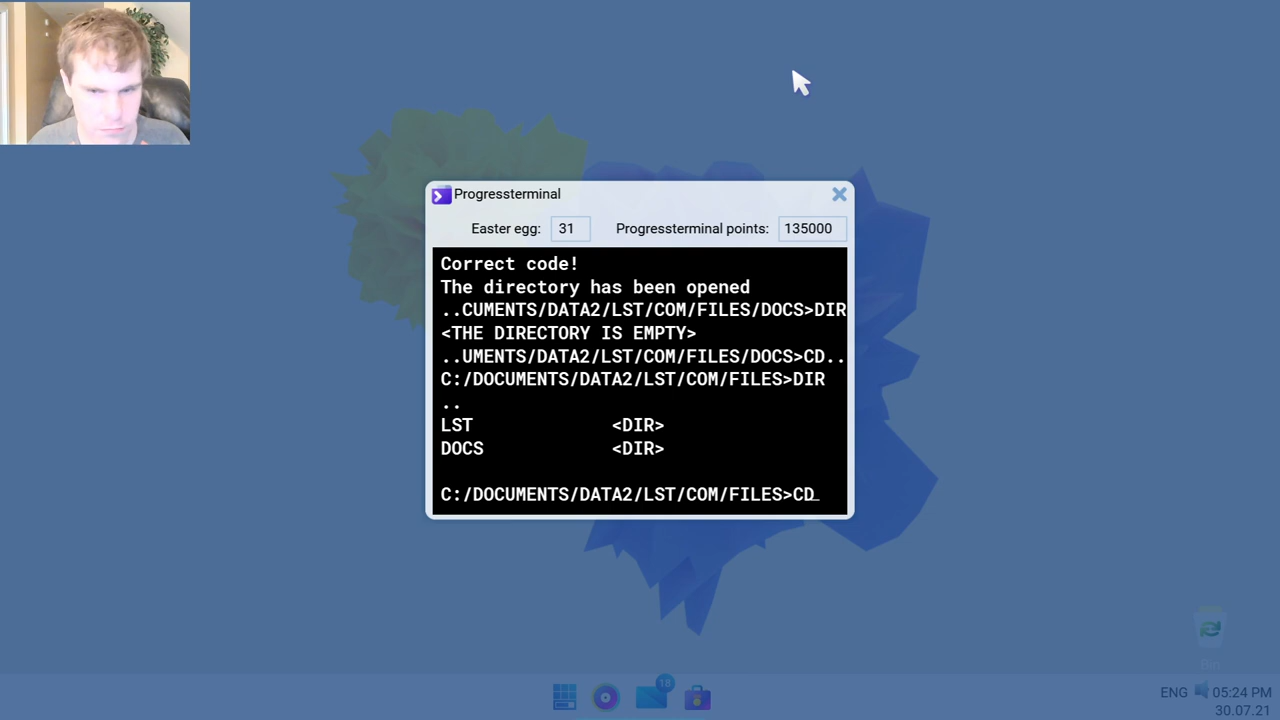 Progressterminal
Easter egg: 31 Progressterminal points: 135000
Correct code!
The directory has been opened
..CUMENTS/DATA2/LST/COM/FILES/DOCS>DIR
<THE DIRECTORY IS EMPTY>
..UMENTS/DATA2/LST/COM/FILES/DOCS>CD..
C:/DOCUMENTS/DATA2/LST/COM/FILES>DIR
..
LST <DIR>
DOCS <DIR>
C:/DOCUMENTS/DATA2/LST/COM/FILES>CD_
Bin
18
ENG 05:24 PM
30.07.21